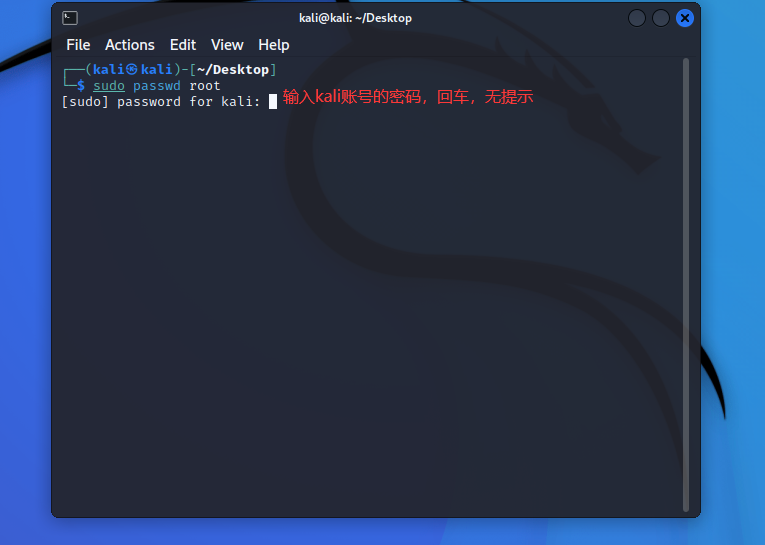 kali@kali: ~/Desktop
File Actions Edit View Help
┌──(kali㉿kali)-[~/Desktop]
└─$ sudo passwd root
[sudo] password for kali: 输入kali账号的密码，回车，无提示